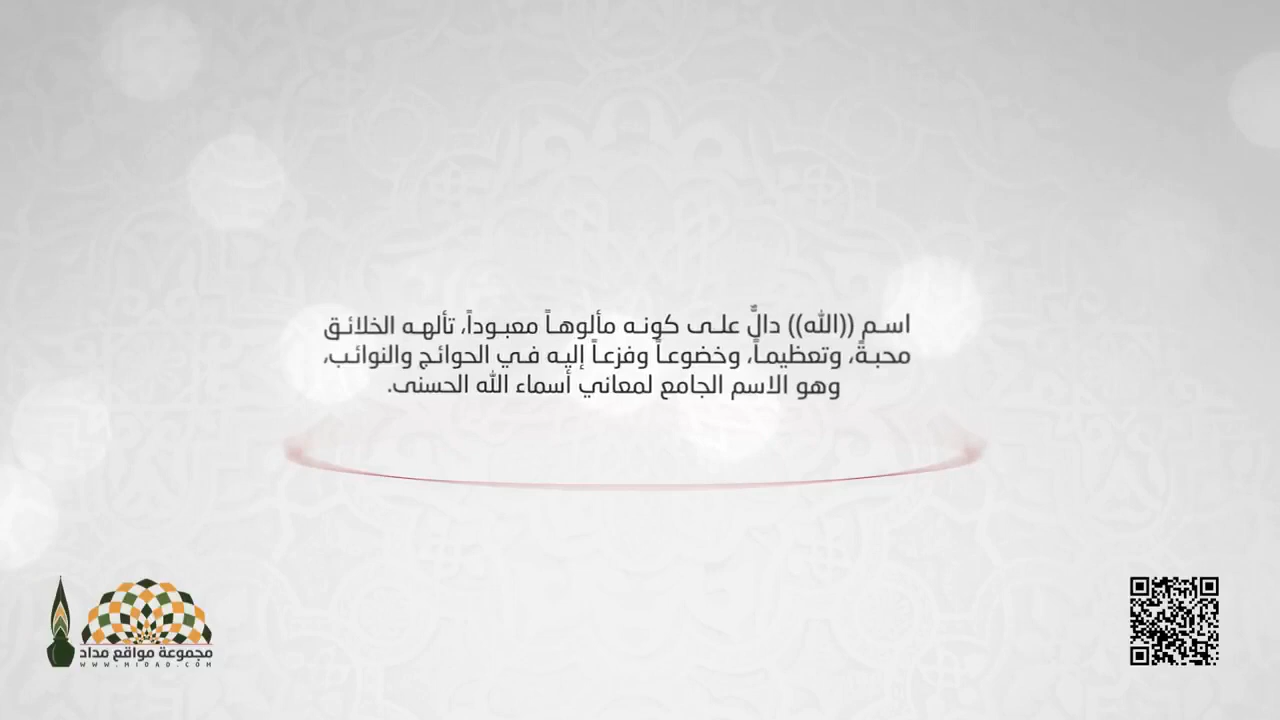 اسم ((الله)) دالٌّ على كونه مألوهاً معبوداً، تألهه الخلائق
محبةً، وتعظيماً، وخضوعاً وفزعاً إليه في الحوائج والنوائب،
وهو الاسم الجامع لمعاني أسماء الله الحسنى.
مجموعة مواقع مداد
WWW.MIDAD.COM